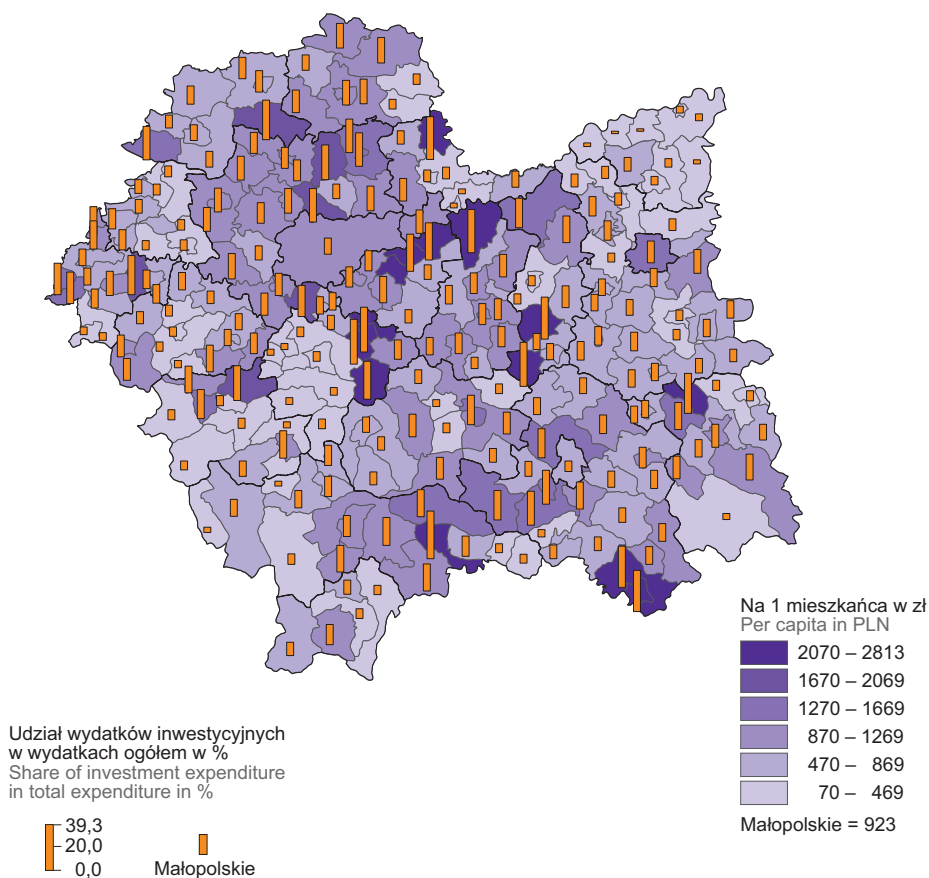 Na 1 mieszkańca w zł
Per capita in PLN
2070 – 2813
1670 – 2069
1270 – 1669
870 – 1269
470 – 869
70 – 469
Małopolskie = 923
Udział wydatków inwestycyjnych
w wydatkach ogółem w %
Share of investment expenditure
in total expenditure in %
39,3
20,0
0,0
Małopolskie